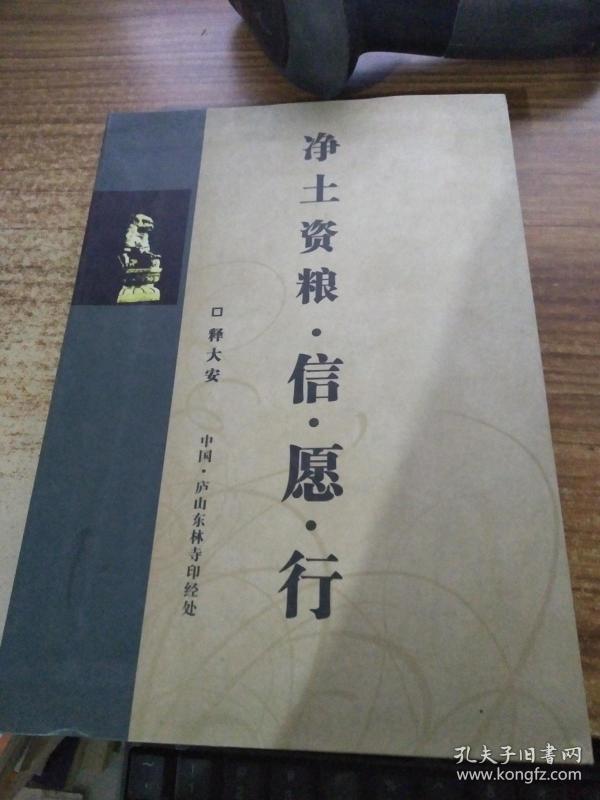 净土资粮·信·愿·行
□ 释大安
中国·庐山东林寺印经处
孔夫子旧书网
www.kongfz.com